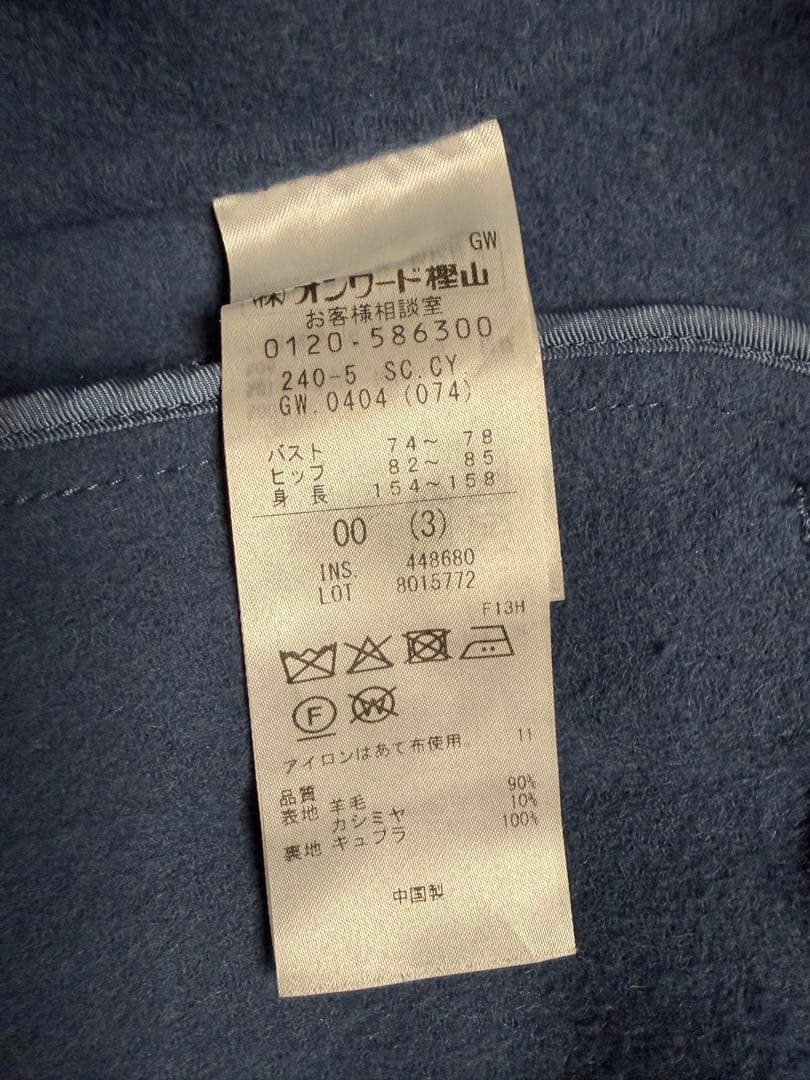 GW
(株)オンワード樫山
お客様相談室
0120-586300
240-5 SC.CY.
GW.0404 (074)
バスト 74～ 78
ヒップ 82～ 85
身 長 154～158
00 (3)
INS. 448680
LOT 8015772
F13H
F
W
アイロンはあて布使用。 11
品質
表地 羊毛 90%
カシミヤ 10%
裏地 キュプラ 100%
中国製